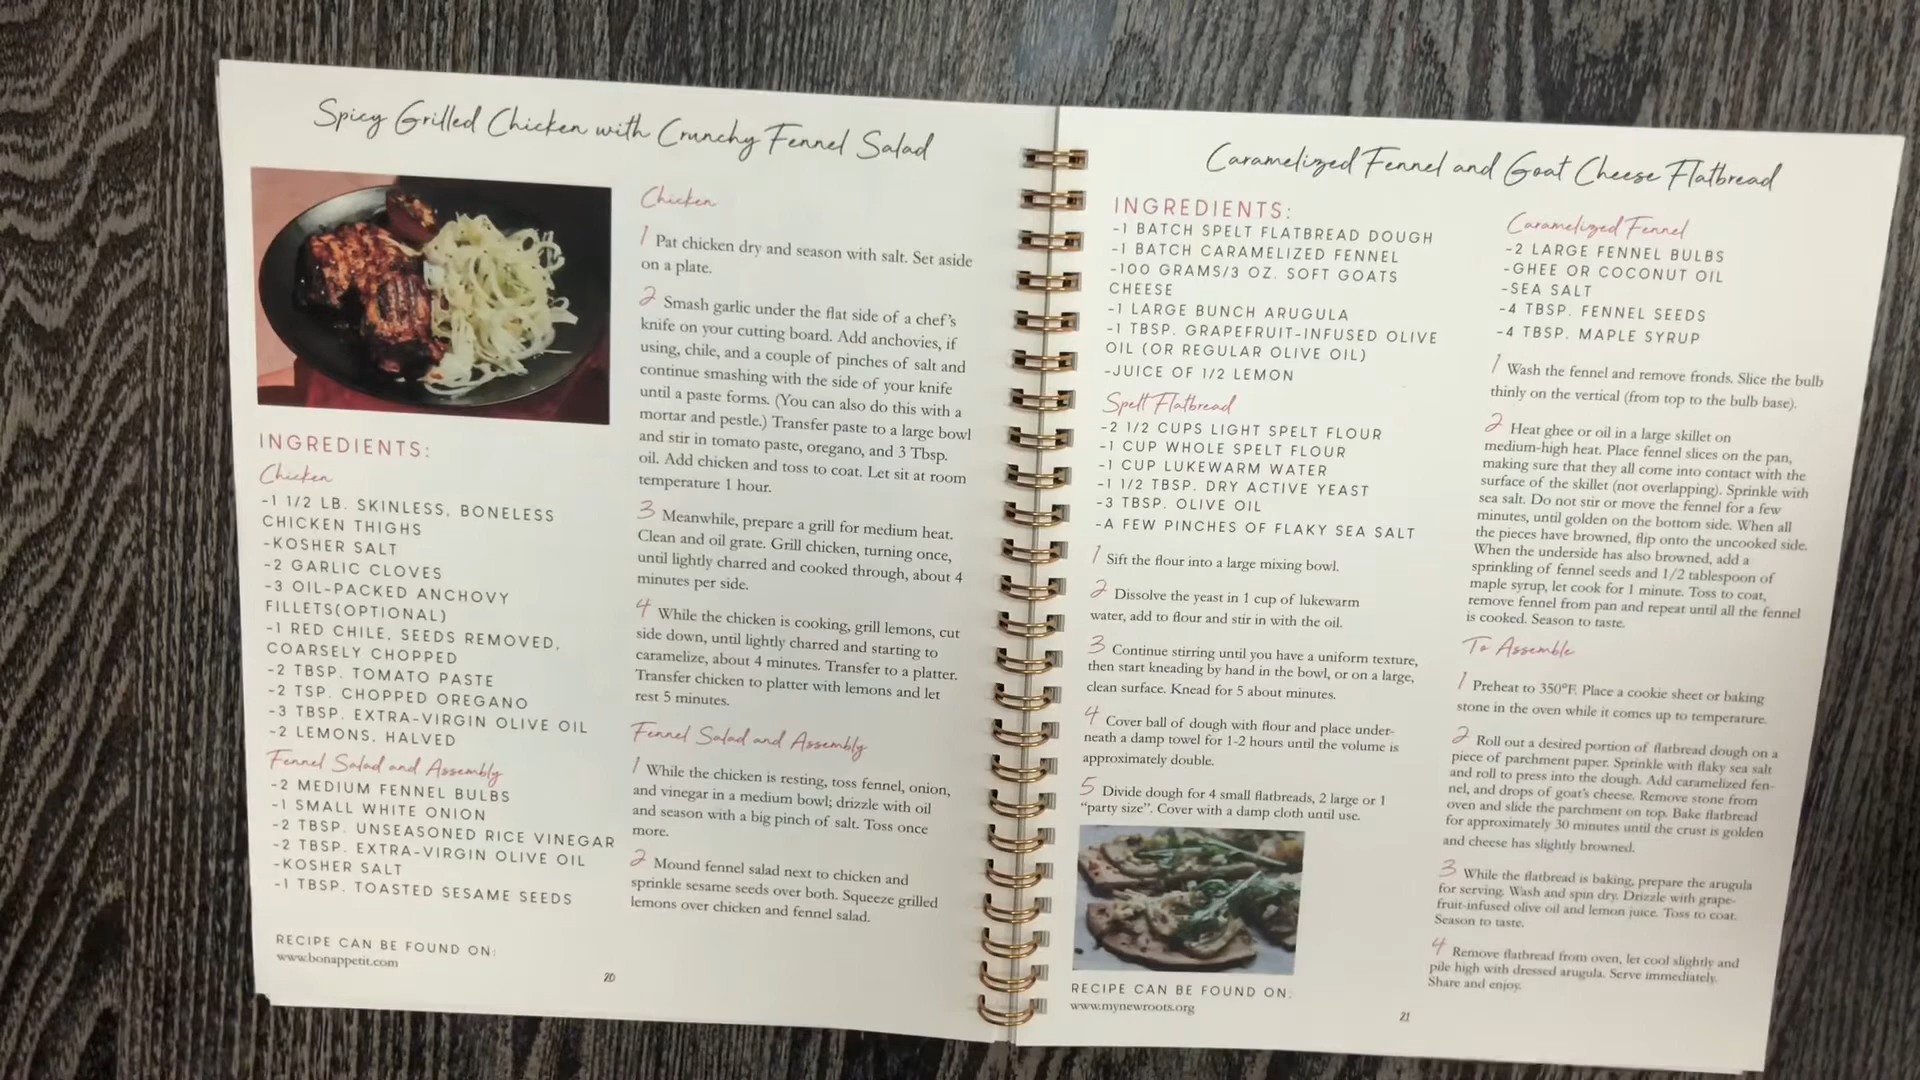 Spicy Grilled Chicken with Crunchy Fennel Salad
INGREDIENTS:
Chicken
-1 1/2 LB. SKINLESS, BONELESS
CHICKEN THIGHS
-KOSHER SALT
-2 GARLIC CLOVES
-3 OIL-PACKED ANCHOVY
FILLETS(OPTIONAL)
-1 RED CHILE, SEEDS REMOVED,
COARSELY CHOPPED
-2 TBSP. TOMATO PASTE
-2 TSP. CHOPPED OREGANO
-3 TBSP. EXTRA-VIRGIN OLIVE OIL
-2 LEMONS, HALVED
Fennel Salad and Assembly
-2 MEDIUM FENNEL BULBS
-1 SMALL WHITE ONION
-2 TBSP. UNSEASONED RICE VINEGAR
-2 TBSP. EXTRA-VIRGIN OLIVE OIL
-KOSHER SALT
-1 TBSP. TOASTED SESAME SEEDS
RECIPE CAN BE FOUND ON:
www.bonappetit.com
Chicken
1 Pat chicken dry and season with salt. Set aside
on a plate.
2 Smash garlic under the flat side of a chef's
knife on your cutting board. Add anchovies, if
using, chile, and a couple of pinches of salt and
continue smashing with the side of your knife
until a paste forms. (You can also do this with a
mortar and pestle.) Transfer paste to a large bowl
and stir in tomato paste, oregano, and 3 Tbsp.
oil. Add chicken and toss to coat. Let sit at room
temperature 1 hour.
3 Meanwhile, prepare a grill for medium heat.
Clean and oil grate. Grill chicken, turning once,
until lightly charred and cooked through, about 4
minutes per side.
4 While the chicken is cooking, grill lemons, cut
side down, until lightly charred and starting to
caramelize, about 4 minutes. Transfer to a platter.
Transfer chicken to platter with lemons and let
rest 5 minutes.
Fennel Salad and Assembly
1 While the chicken is resting, toss fennel, onion,
and vinegar in a medium bowl; drizzle with oil
and season with a big pinch of salt. Toss once
more.
2 Mound fennel salad next to chicken and
sprinkle sesame seeds over both. Squeeze grilled
lemons over chicken and fennel salad.
20
Caramelized Fennel and Goat Cheese Flatbread
INGREDIENTS:
-1 BATCH SPELT FLATBREAD DOUGH
-1 BATCH CARAMELIZED FENNEL
-100 GRAMS/3 OZ. SOFT GOATS
CHEESE
-1 LARGE BUNCH ARUGULA
-1 TBSP. GRAPEFRUIT-INFUSED OLIVE
OIL (OR REGULAR OLIVE OIL)
-JUICE OF 1/2 LEMON
Spelt Flatbread
-2 1/2 CUPS LIGHT SPELT FLOUR
-1 CUP WHOLE SPELT FLOUR
-1 CUP LUKEWARM WATER
-1 1/2 TBSP. DRY ACTIVE YEAST
-3 TBSP. OLIVE OIL
-A FEW PINCHES OF FLAKY SEA SALT
1 Sift the flour into a large mixing bowl.
2 Dissolve the yeast in 1 cup of lukewarm
water, add to flour and stir in with the oil.
3 Continue stirring until you have a uniform texture,
then start kneading by hand in the bowl, or on a large,
clean surface. Knead for 5 about minutes.
4 Cover ball of dough with flour and place under-
neath a damp towel for 1-2 hours until the volume is
approximately double.
5 Divide dough for 4 small flatbreads, 2 large or 1
"party size". Cover with a damp cloth until use.
RECIPE CAN BE FOUND ON:
www.mynewroots.org
Caramelized Fennel
-2 LARGE FENNEL BULBS
-GHEE OR COCONUT OIL
-SEA SALT
-4 TBSP. FENNEL SEEDS
-4 TBSP. MAPLE SYRUP
1 Wash the fennel and remove fronds. Slice the bulb
thinly on the vertical (from top to the bulb base).
2 Heat ghee or oil in a large skillet on
medium-high heat. Place fennel slices on the pan,
making sure that they all come into contact with the
surface of the skillet (not overlapping). Sprinkle with
sea salt. Do not stir or move the fennel for a few
minutes, until golden on the bottom side. When all
the pieces have browned, flip onto the uncooked side.
When the underside has also browned, add a
sprinkling of fennel seeds and 1/2 tablespoon of
maple syrup, let cook for 1 minute. Toss to coat,
remove fennel from pan and repeat until all the fennel
is cooked. Season to taste.
To Assemble
1 Preheat to 350°F. Place a cookie sheet or baking
stone in the oven while it comes up to temperature.
2 Roll out a desired portion of flatbread dough on a
piece of parchment paper. Sprinkle with flaky sea salt
and roll to press into the dough. Add caramelized fen-
nel, and drops of goat's cheese. Remove stone from
oven and slide the parchment on top. Bake flatbread
for approximately 30 minutes until the crust is golden
and cheese has slightly browned.
3 While the flatbread is baking, prepare the arugula
for serving. Wash and spin dry. Drizzle with grape-
fruit-infused olive oil and lemon juice. Toss to coat.
Season to taste.
4 Remove flatbread from oven, let cool slightly and
pile high with dressed arugula. Serve immediately.
Share and enjoy.
21